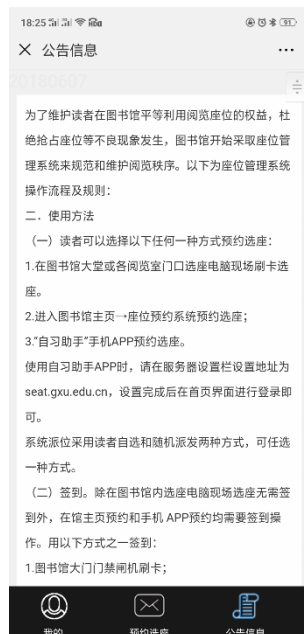 18:25
91
公告信息
20180607
为了维护读者在图书馆平等利用阅览座位的权益，杜
绝抢占座位等不良现象发生，图书馆开始采取座位管
理系统来规范和维护阅览秩序。以下为座位管理系统
操作流程及规则：
二．使用方法
（一）读者可以选择以下任何一种方式预约选座：
1.在图书馆大堂或各阅览室门口选座电脑现场刷卡选
座。
2.进入图书馆主页→座位预约系统预约选座；
3.“自习助手”手机APP预约选座。
使用自习助手APP时，请在服务器设置栏设置地址为
seat.gxu.edu.cn，设置完成后在首页界面进行登录即
可。
系统派位采用读者自选和随机派发两种方式，可任选
一种方式。
（二）签到。除在图书馆内选座电脑现场选座无需签
到外，在馆主页预约和手机 APP预约均需要签到操
作。用以下方式之一签到：
1.图书馆大门门禁闸机刷卡；
我的 预约选座 公告信息